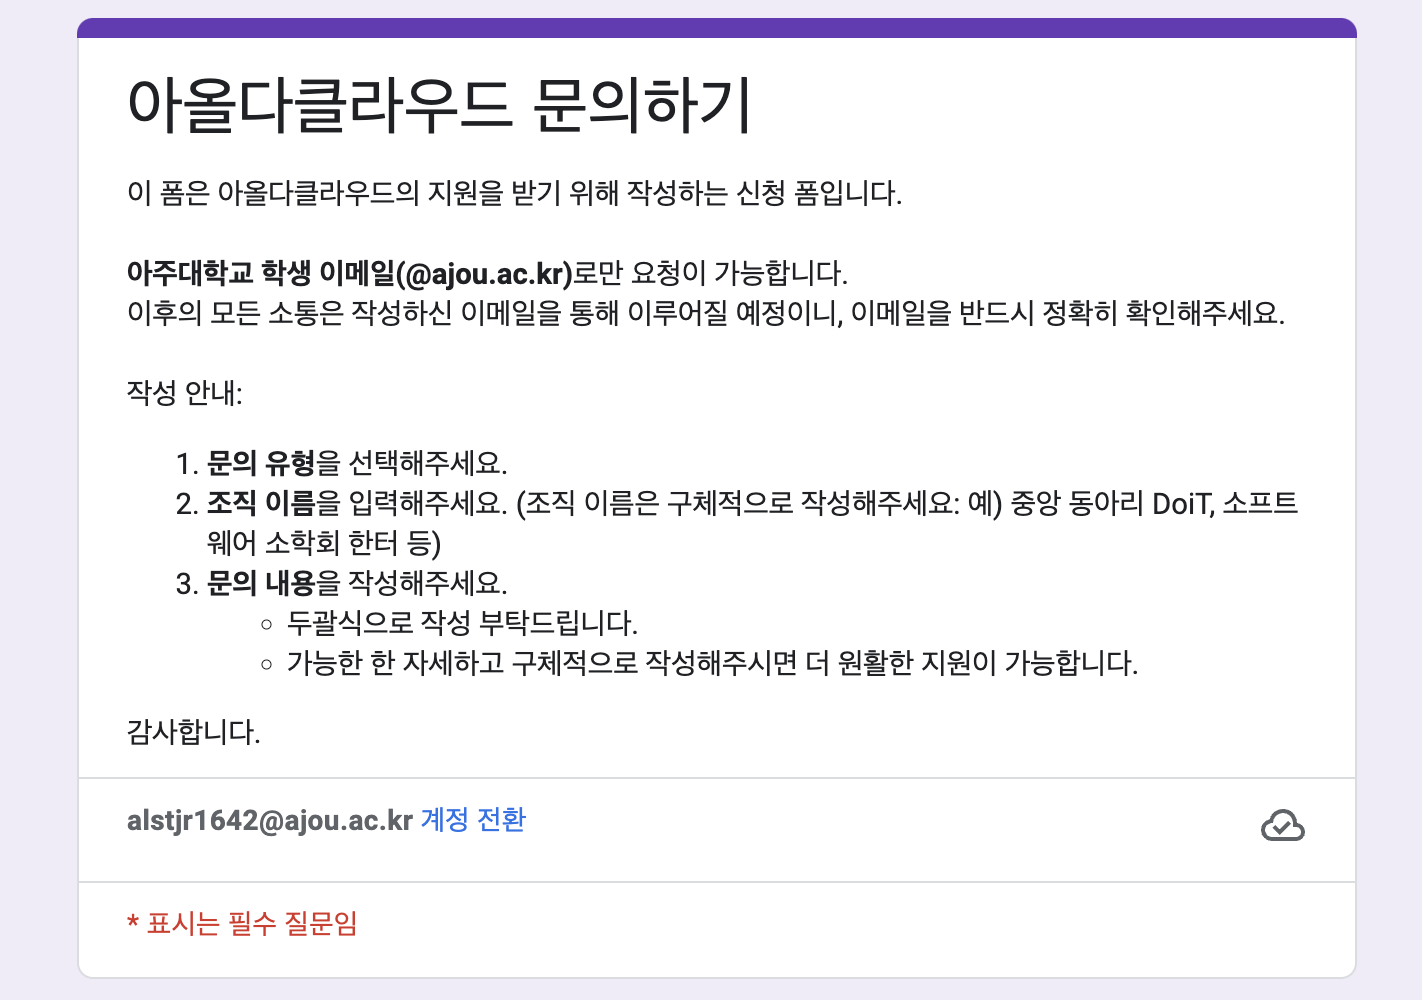 아올다클라우드 문의하기
이 폼은 아올다클라우드의 지원을 받기 위해 작성하는 신청 폼입니다.
아주대학교 학생 이메일(@ajou.ac.kr)로만 요청이 가능합니다.
이후의 모든 소통은 작성하신 이메일을 통해 이루어질 예정이니, 이메일을 반드시 정확히 확인해주세요.
작성 안내:
1. 문의 유형을 선택해주세요.
2. 조직 이름을 입력해주세요. (조직 이름은 구체적으로 작성해주세요: 예) 중앙 동아리 DoiT, 소프트
웨어 소학회 한터 등)
3. 문의 내용을 작성해주세요.
○ 두괄식으로 작성 부탁드립니다.
○ 가능한 한 자세하고 구체적으로 작성해주시면 더 원활한 지원이 가능합니다.
감사합니다.
alstjr1642@ajou.ac.kr 계정 전환
* 표시는 필수 질문임